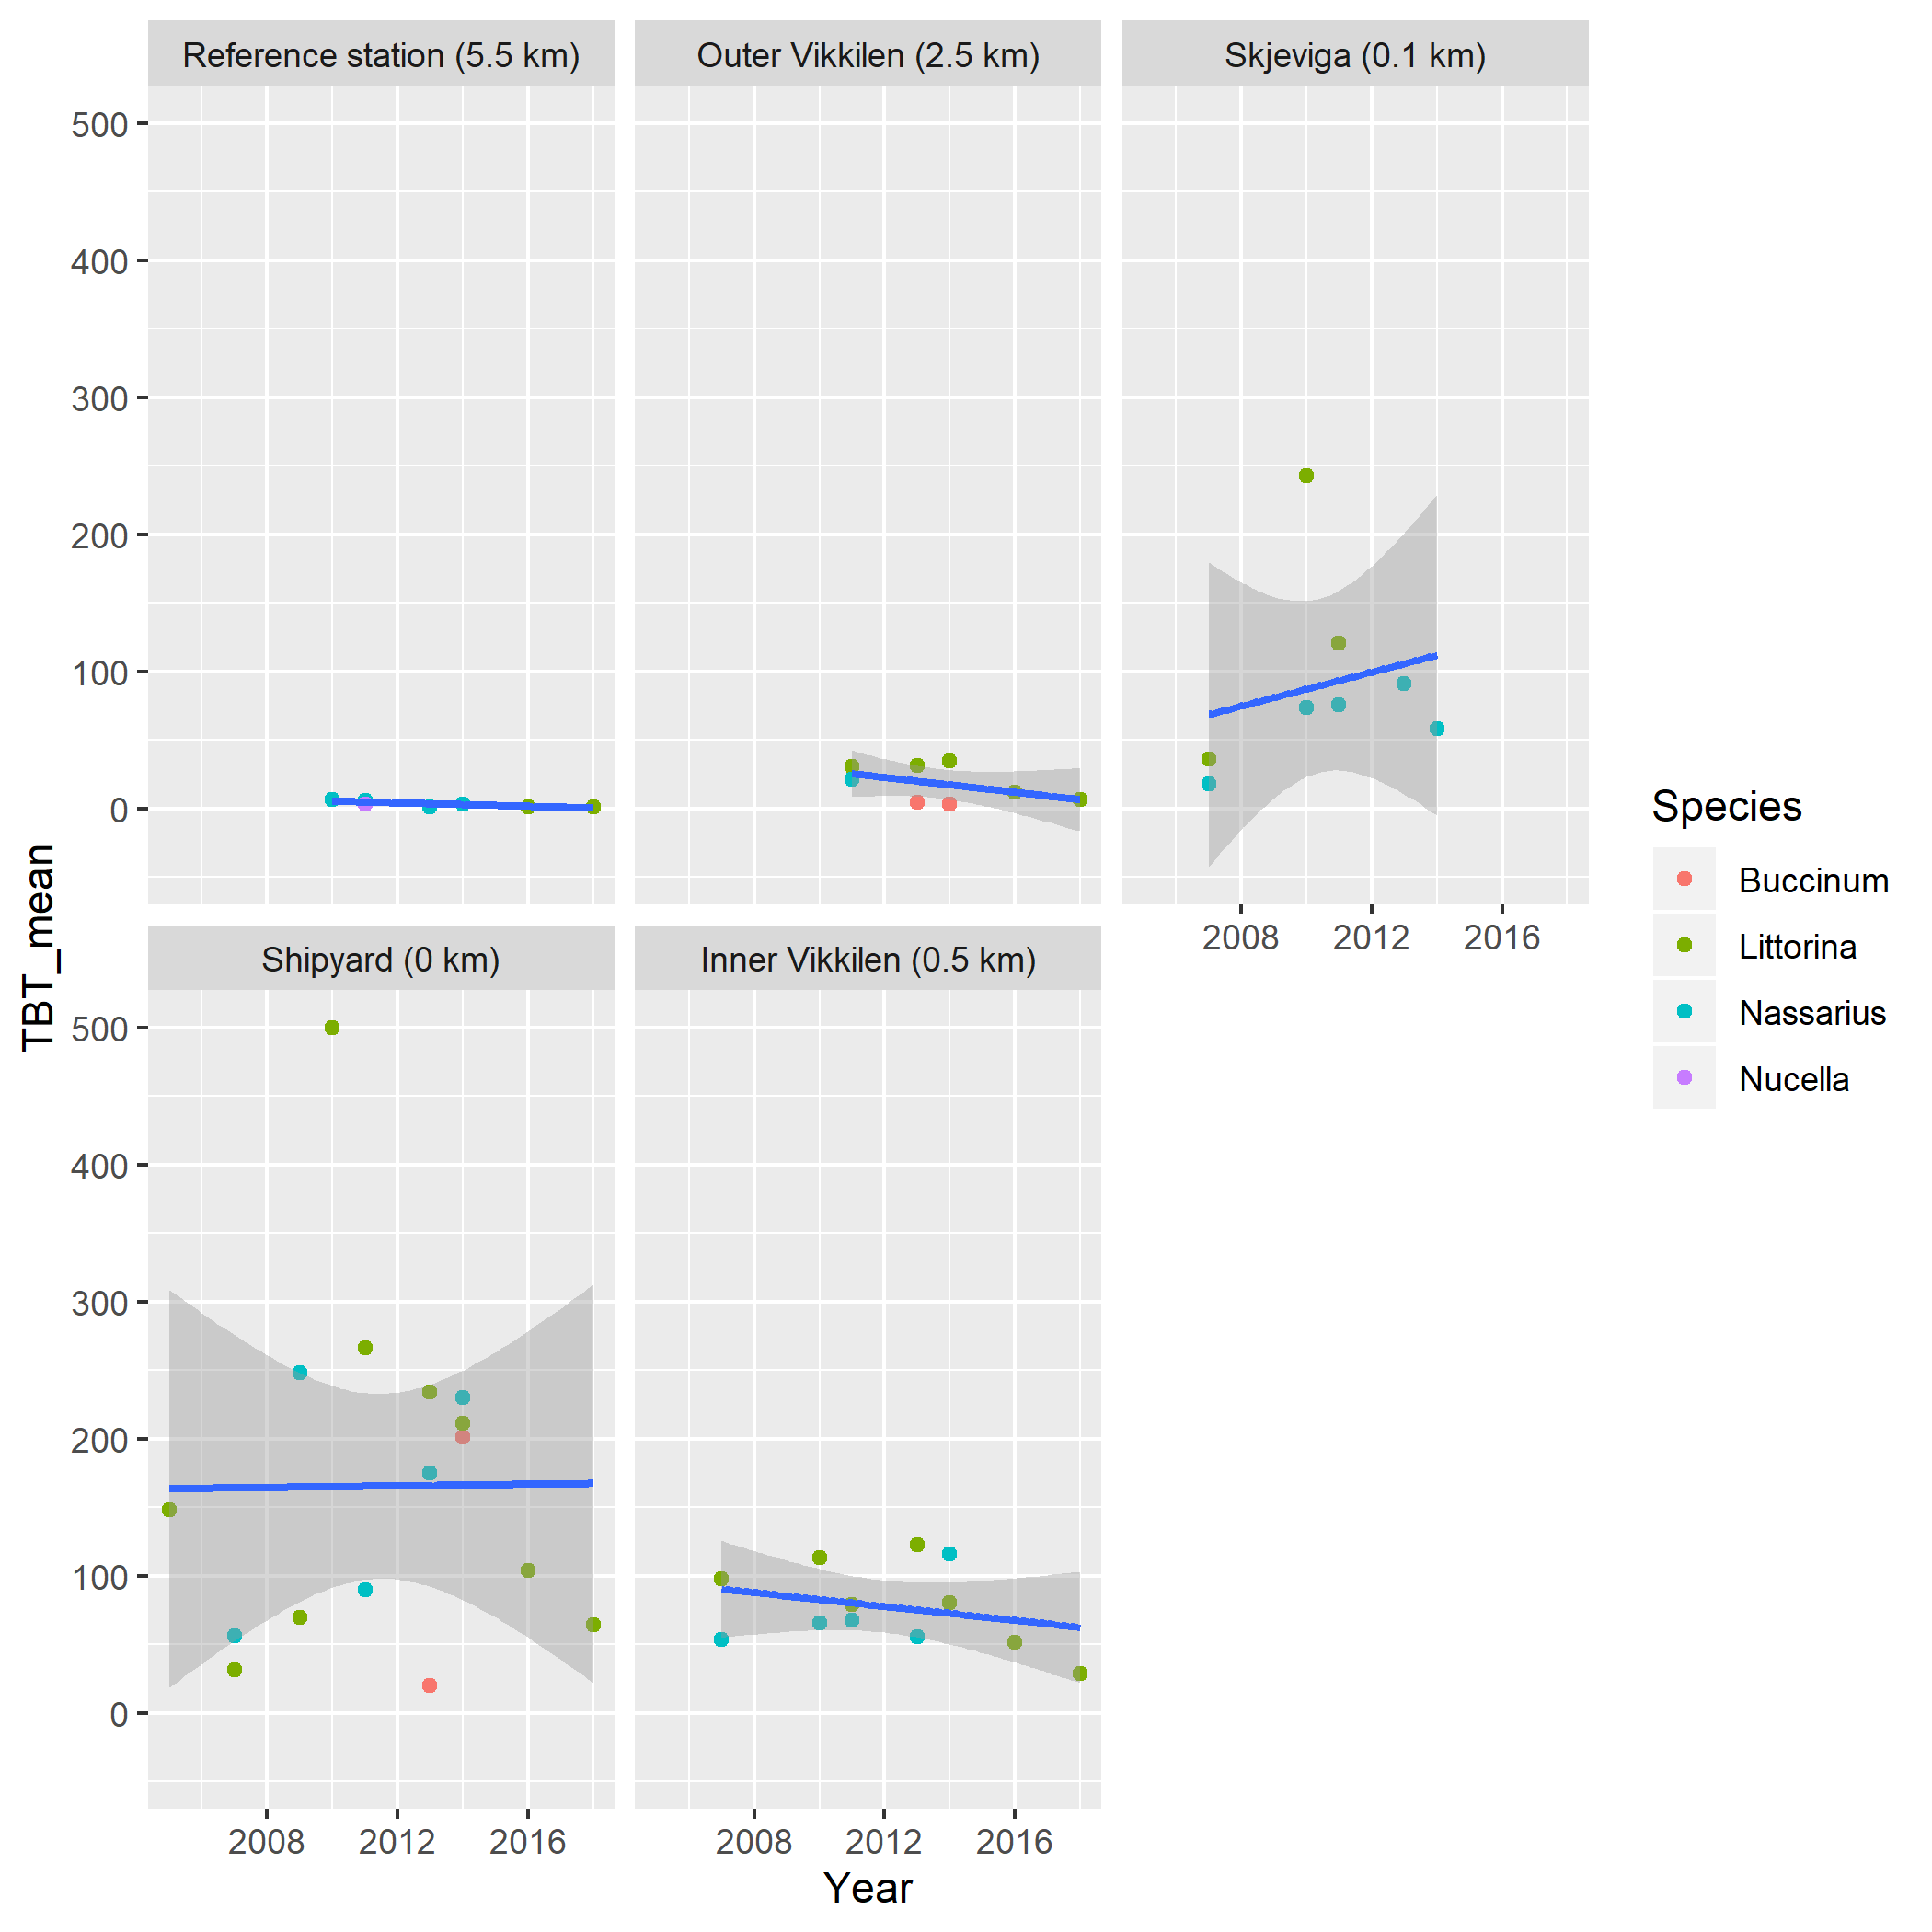 Reference station (5.5 km)
Outer Vikkilen (2.5 km)
Skjeviga (0.1 km)
500
400
300
200
100
0
2008 2012 2016
Shipyard (0 km)
Inner Vikkilen (0.5 km)
500
400
300
200
100
0
2008 2012 2016
2008 2012 2016
Year
TBT_mean
Species
Buccinum
Littorina
Nassarius
Nucella